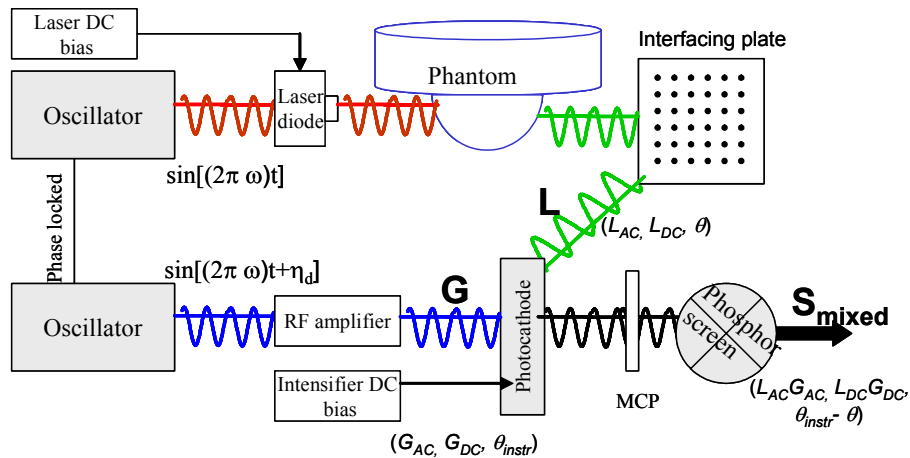 Laser DC
bias
Oscillator
sin[(2π ω)t]
Laser
diode
Phantom
Interfacing plate
L
(L_AC, L_DC, θ)
Phase locked
Oscillator
sin[(2π ω)t+η_d]
RF amplifier
G
Intensifier DC
bias
(G_AC, G_DC, θ_instr)
Photocathode
MCP
Phosphor
screen
S_mixed
(L_AC G_AC, L_DC G_DC,
θ_instr- θ)